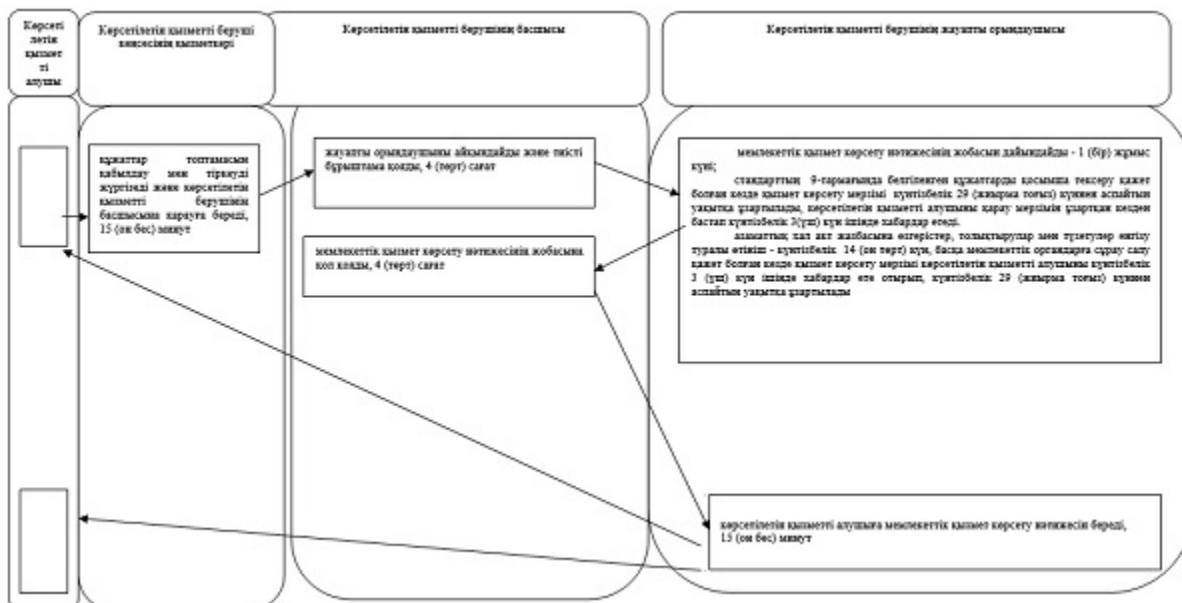 Көрсеті
летін
қызмет
ті
алушы
Көрсетілетін қызметті беруші
кеңсесінің қызметкері
Көрсетілетін қызметті берушінің басшысы
Көрсетілетін қызметті берушінің жауапты орындаушысы
құжаттар топтамасын
қабылдау мен тіркеуді
жүргізеді және көрсетілетін
қызметті берушінің
басшысына қарауға береді,
15 (он бес) минут
жауапты орындаушыны айқындайды және тиісті
бұрыштама қояды, 4 (төрт) сағат
мемлекеттік қызмет көрсету нәтижесінің жобасына
қол қояды, 4 (төрт) сағат
мемлекеттік қызмет көрсету нәтижесінің жобасын дайындайды - 1 (бір) жұмыс
күні;
стандарттың 9-тармағында белгіленген құжаттарды қосымша тексеру қажет
болған кезде қызмет көрсету мерзімі күнтізбелік 29 (жиырма тоғыз) күннен аспайтын
уақытқа ұзартылады, көрсетілетін қызметті алушыны қарау мерзімін ұзартқан кезден
бастап күнтізбелік 3(үш) күн ішінде хабардар етеді.
азаматтық хал акт жазбасына өзгерістер, толықтырулар мен түзетулер енгізу
туралы өтініш - күнтізбелік 14 (он төрт) күн, басқа мемлекеттік органдарға сұрау салу
қажет болған кезде қызмет көрсету мерзімі көрсетілетін қызметті алушыны күнтізбелік
3 (үш) күн ішінде хабардар ете отырып, күнтізбелік 29 (жиырма тоғыз) күннен
аспайтын уақытқа ұзартылады
көрсетілетін қызметті алушыға мемлекеттік қызмет көрсету нәтижесін береді,
15 (он бес) минут